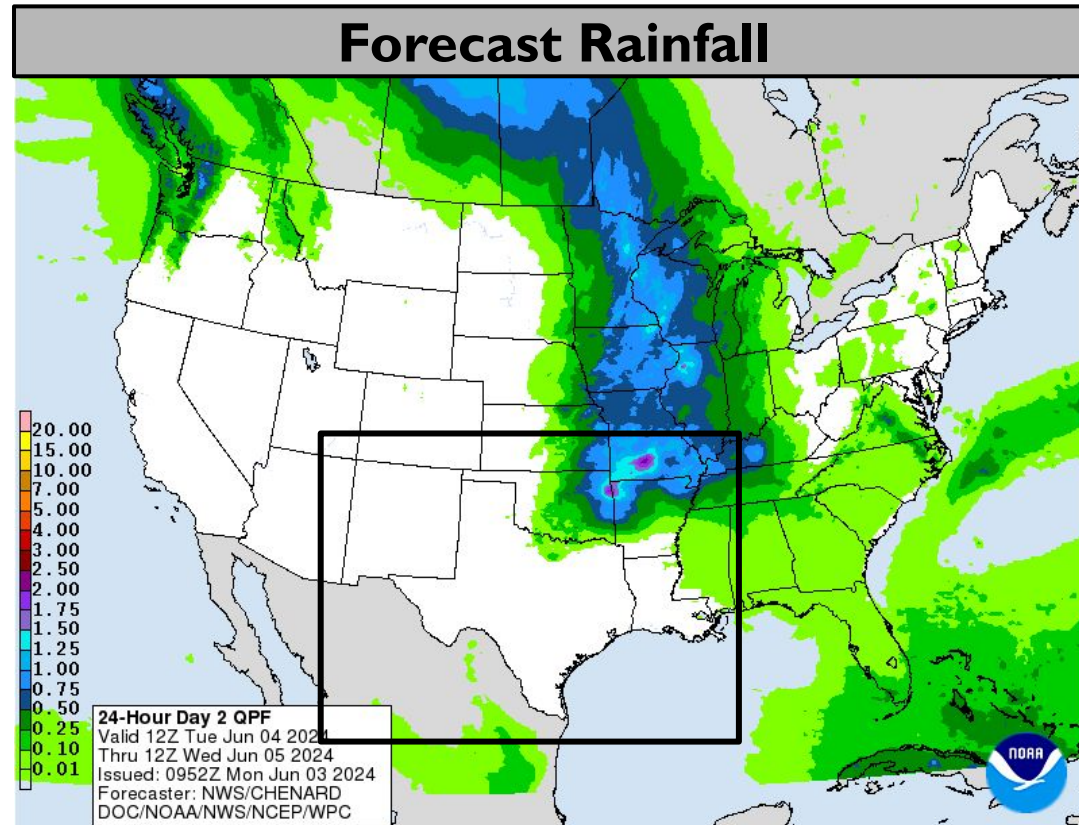 Forecast Rainfall
20.00
15.00
10.00
7.00
5.00
4.00
3.00
2.50
2.00
1.75
1.50
1.25
1.00
0.75
0.50
0.25
0.10
0.01
24-Hour Day 2 QPF
Valid 12Z Tue Jun 04 2024
Thru 12Z Wed Jun 05 2024
Issued: 0952Z Mon Jun 03 2024
Forecaster: NWS/CHENARD
DOC/NOAA/NWS/NCEP/WPC
NOAA